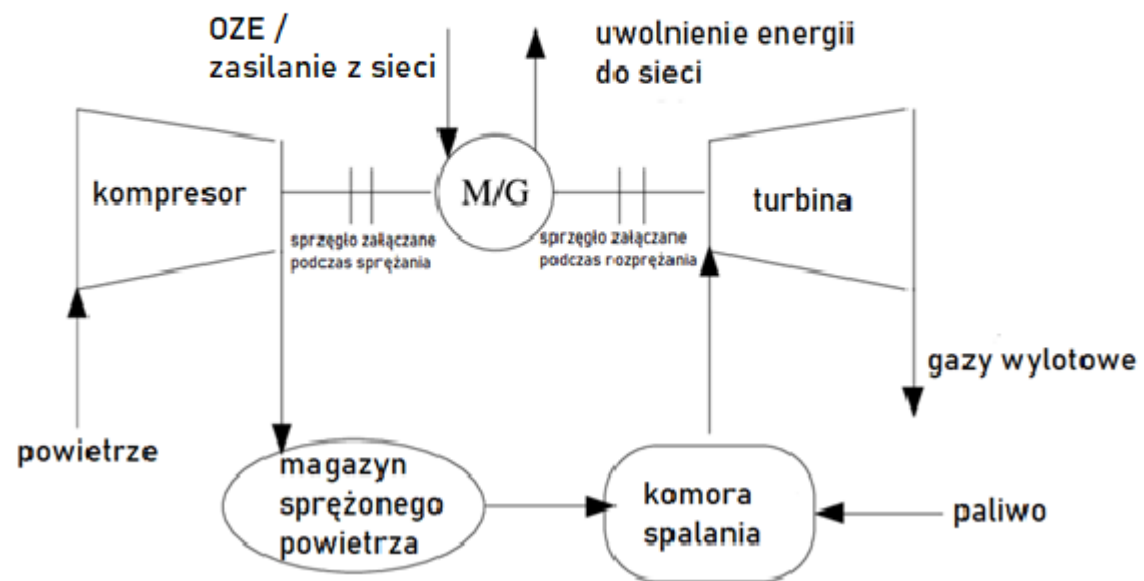 OZE /
zasilanie z sieci
uwolnienie energii
do sieci
kompresor
M/G
turbina
sprzęgło załączane
podczas sprężania
sprzęgło załączane
podczas rozprężania
gazy wylotowe
powietrze
magazyn
sprężonego
powietrza
komora
spalania
paliwo